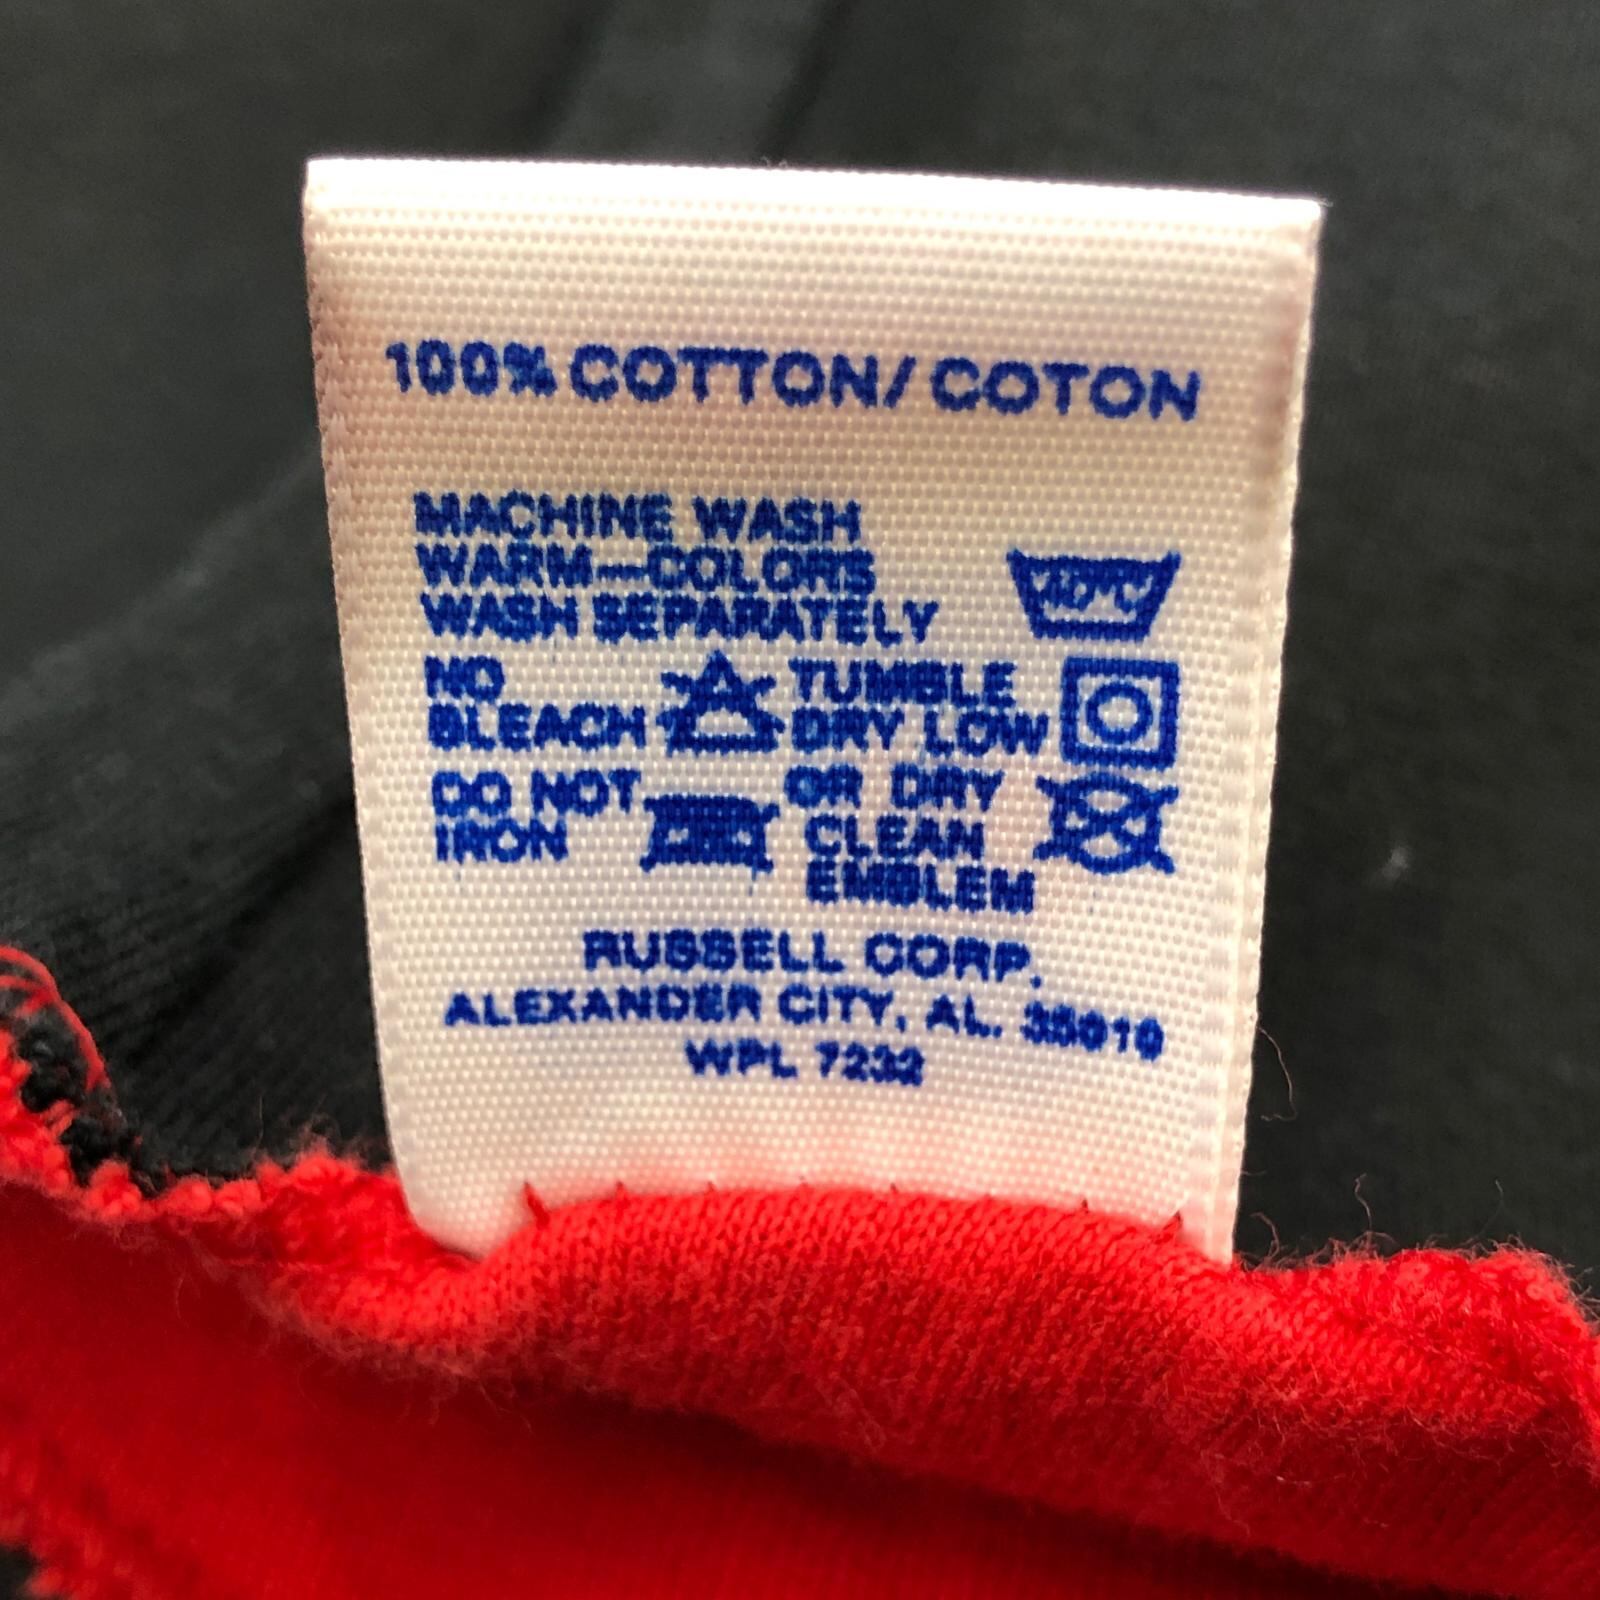 100% COTTON/ COTON
MACHINE WASH
WARM—COLORS
WASH SEPARATELY
40°C
NO
BLEACH
TUMBLE
DRY LOW
DO NOT
IRON
OR DRY
CLEAN
EMBLEM
RUSSELL CORP.
ALEXANDER CITY, AL. 35010
WPL 7232